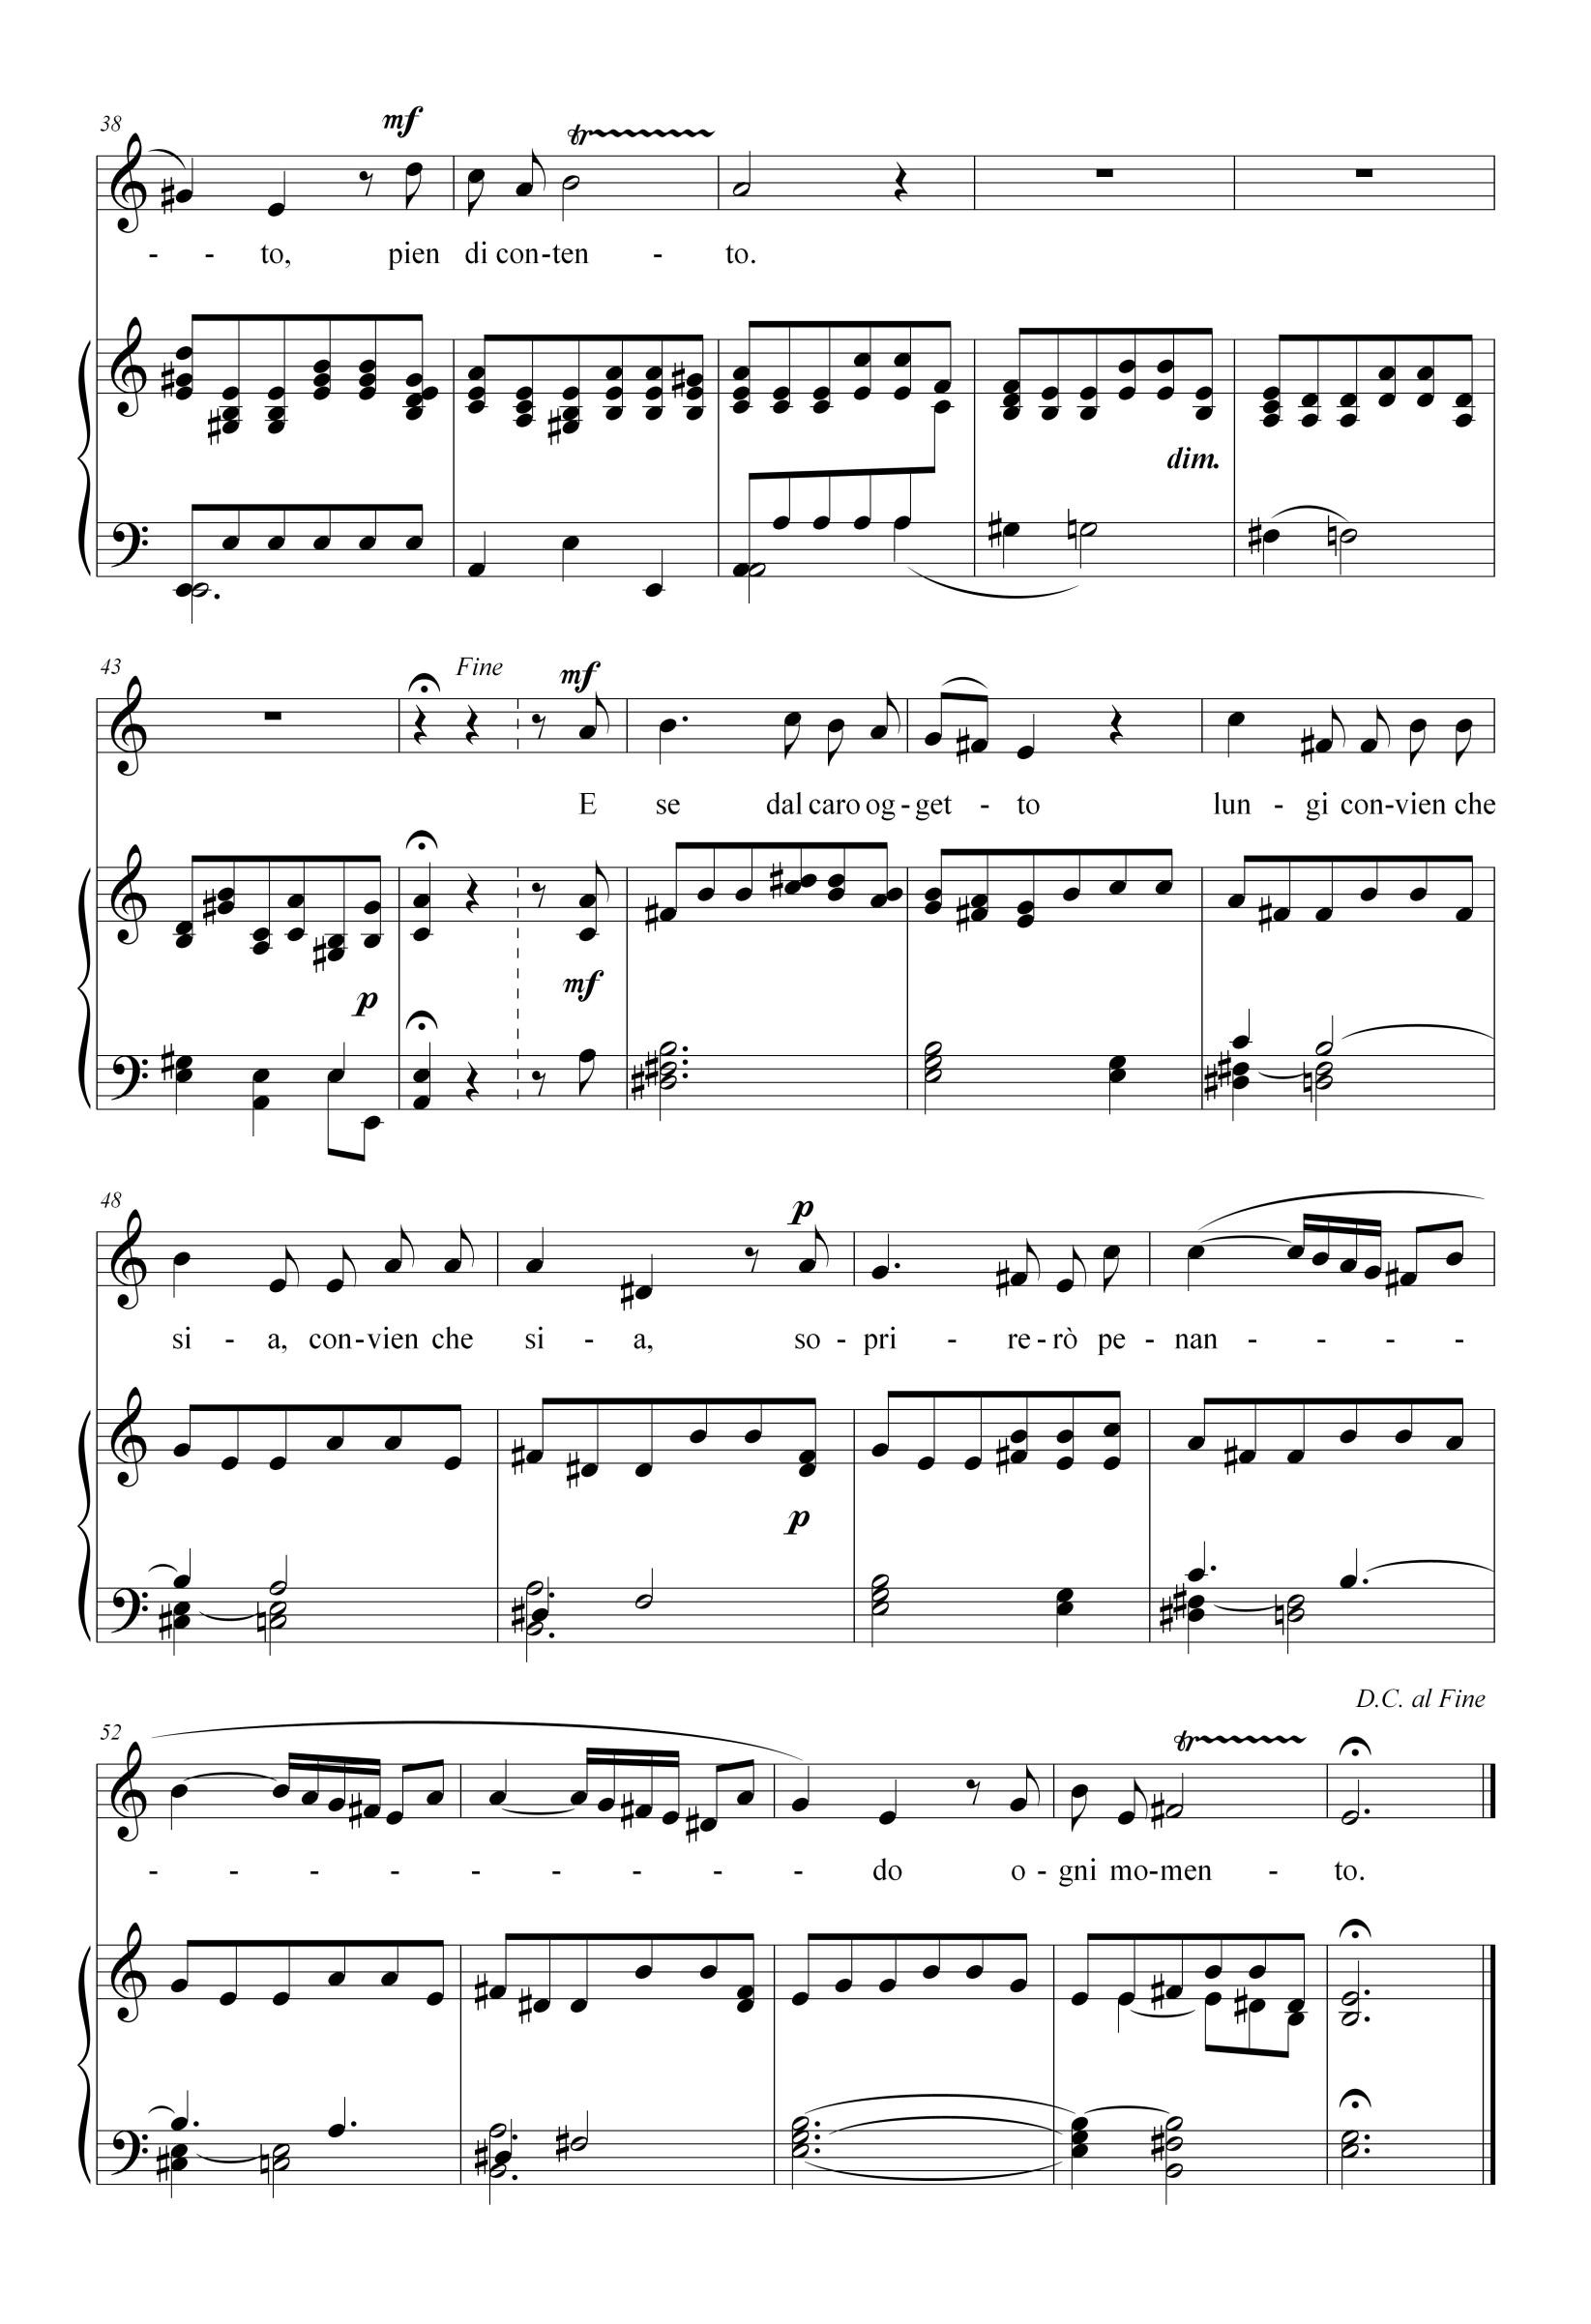 38 mf tr
- - to, pien di con-ten - to.
dim.
43 Fine mf
E se dal caro og-get - to lun - gi con-vien che
mf
p
48 p
si - a, con-vien che si - a, so - pri - re-rò pe - nan - - - - -
p
D.C. al Fine
52 tr
- - - - - - - - - do o - gni mo-men - to.